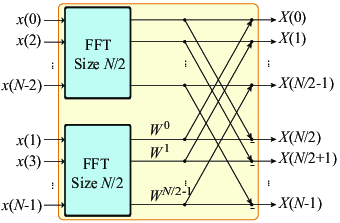 x(0)
x(2)
⋮
x(N-2)
FFT
Size N/2
X(0)
X(1)
⋮
X(N/2-1)
x(1)
x(3)
⋮
x(N-1)
FFT
Size N/2
W^0
W^1
⋮
W^{N/2-1}
-
-
-
X(N/2)
X(N/2+1)
⋮
X(N-1)